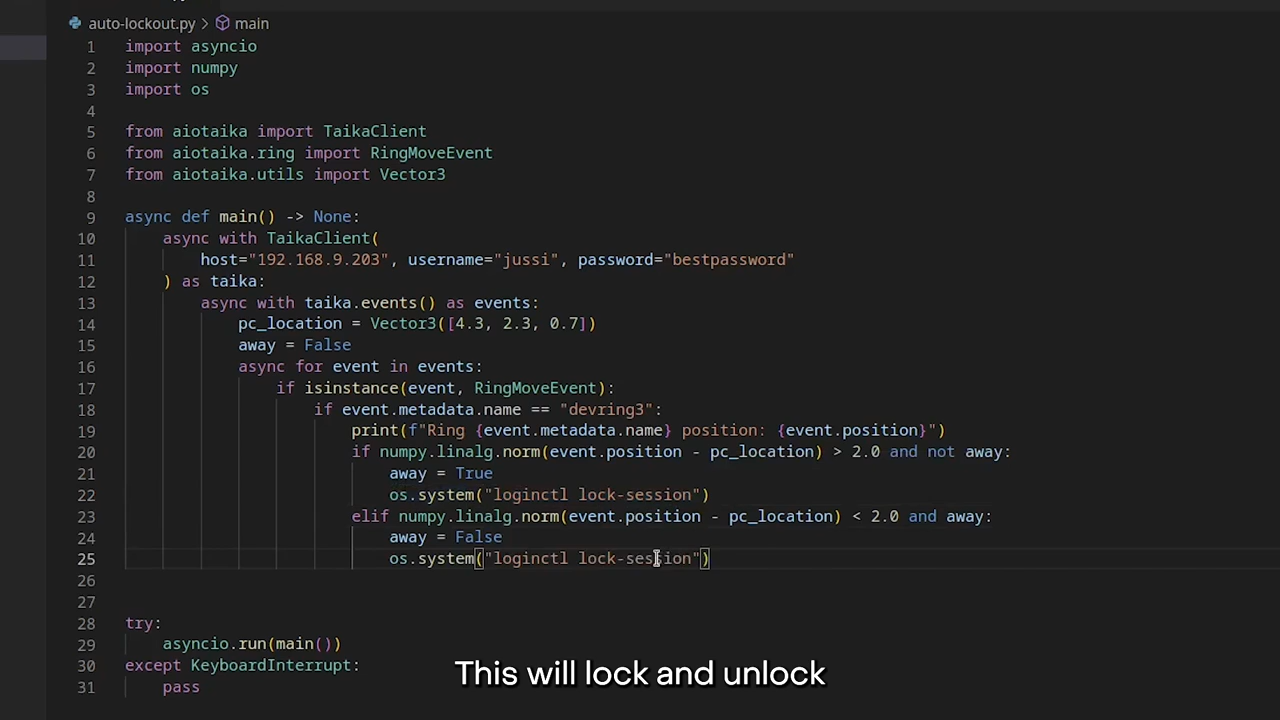 auto-lockout.py > main
1 import asyncio
2 import numpy
3 import os
4
5 from aiotaika import TaikaClient
6 from aiotaika.ring import RingMoveEvent
7 from aiotaika.utils import Vector3
8
9 async def main() -> None:
10     async with TaikaClient(
11         host="192.168.9.203", username="jussi", password="bestpassword"
12     ) as taika:
13         async with taika.events() as events:
14             pc_location = Vector3([4.3, 2.3, 0.7])
15             away = False
16             async for event in events:
17                 if isinstance(event, RingMoveEvent):
18                     if event.metadata.name == "devring3":
19                         print(f"Ring {event.metadata.name} position: {event.position}")
20                         if numpy.linalg.norm(event.position - pc_location) > 2.0 and not away:
21                             away = True
22                             os.system("loginctl lock-session")
23                         elif numpy.linalg.norm(event.position - pc_location) < 2.0 and away:
24                             away = False
25                             os.system("loginctl lock-session")
26
27
28 try:
29     asyncio.run(main())
30 except KeyboardInterrupt:
31     pass
This will lock and unlock